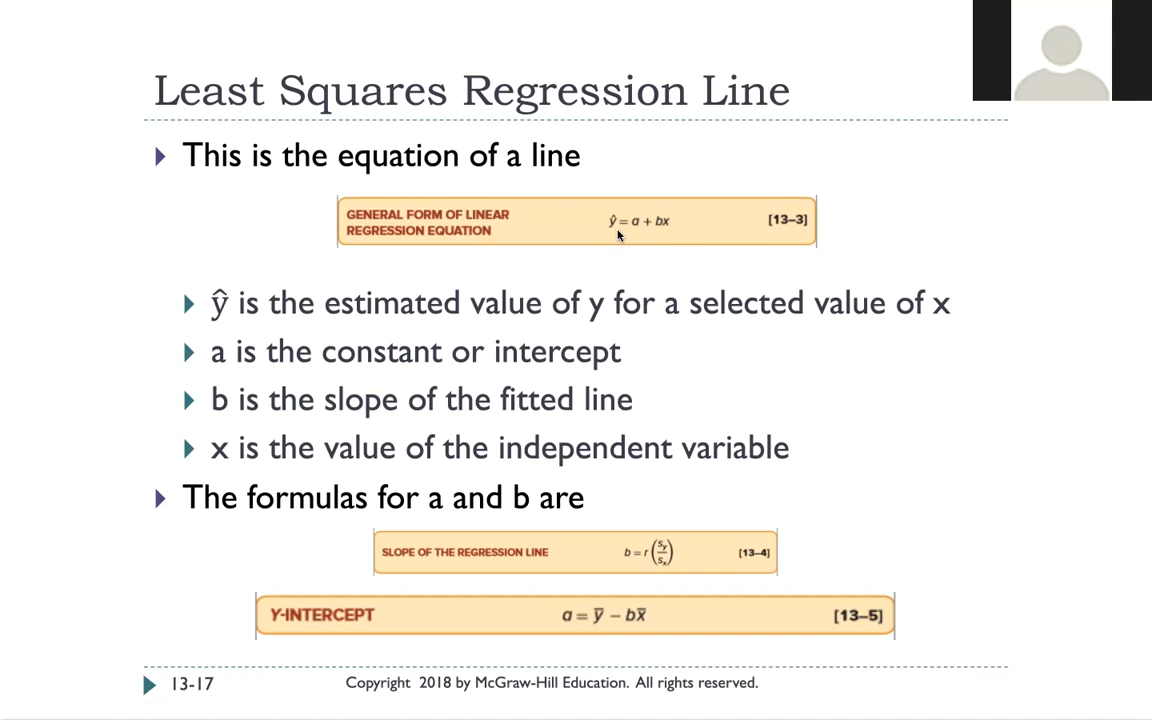 Least Squares Regression Line
This is the equation of a line
GENERAL FORM OF LINEAR
REGRESSION EQUATION
ŷ = a + bx
[13–3]
ŷ is the estimated value of y for a selected value of x
a is the constant or intercept
b is the slope of the fitted line
x is the value of the independent variable
The formulas for a and b are
SLOPE OF THE REGRESSION LINE b = r(sy/sx) [13–4]
Y-INTERCEPT a = y̅ − bx̅ [13–5]
13-17 Copyright 2018 by McGraw-Hill Education. All rights reserved.